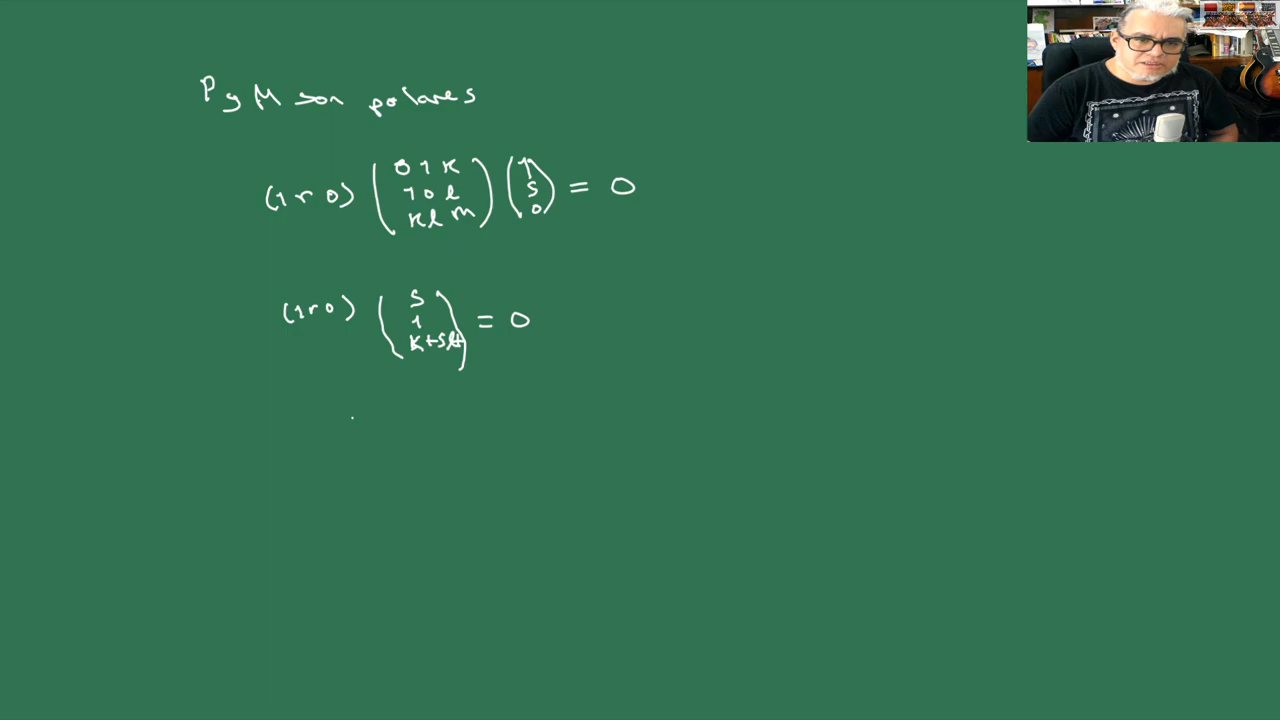 P y M son polares
(1 r 0) ( 0 1 k
1 0 l
k l m ) ( 1
s
0 ) = 0
(1 r 0) ( s
1
k+sl ) = 0